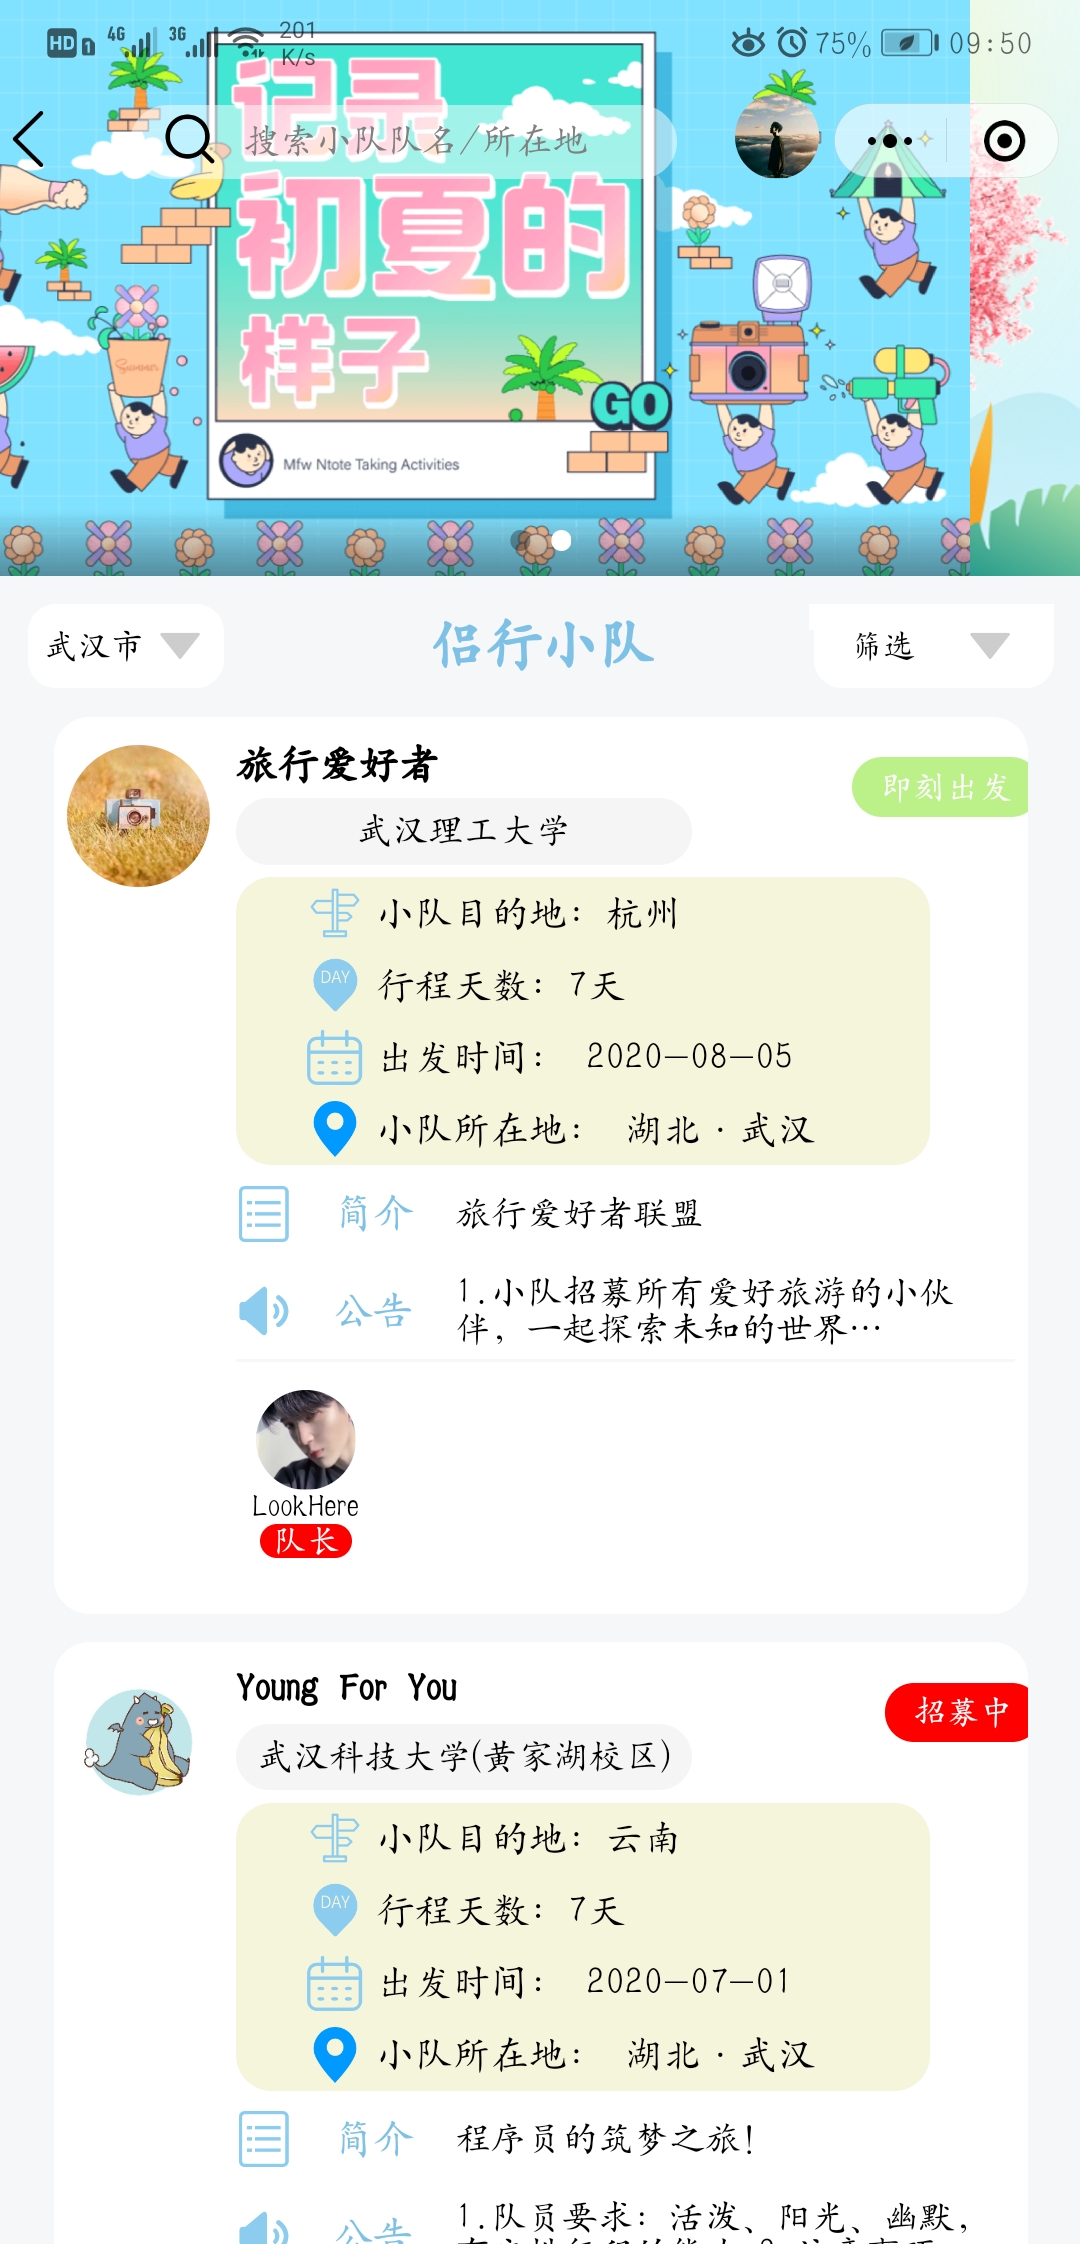 HD 1 4G 3G 201 K/s 75% 09:50
搜索小队队名/所在地
记录
初夏的
样子
Summer
GO
Mfw Ntote Taking Activities
武汉市 侣行小队 筛选
旅行爱好者
即刻出发
武汉理工大学
小队目的地：杭州
DAY 行程天数：7天
出发时间： 2020-08-05
小队所在地： 湖北·武汉
简介 旅行爱好者联盟
公告 1.小队招募所有爱好旅游的小伙
伴，一起探索未知的世界…
LookHere
队长
Young For You
招募中
武汉科技大学(黄家湖校区)
小队目的地：云南
DAY 行程天数：7天
出发时间： 2020-07-01
小队所在地： 湖北·武汉
简介 程序员的筑梦之旅！
公告 1.队员要求：活泼、阳光、幽默，